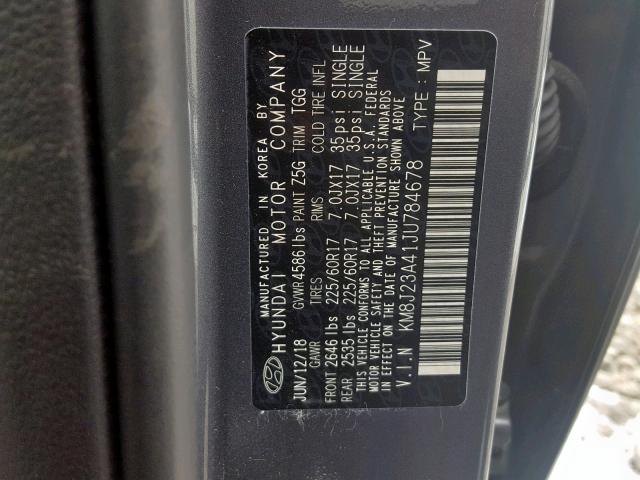 MANUFACTURED IN KOREA BY
HYUNDAI MOTOR COMPANY
JUN/12/18 GVWR4586lbs PAINT Z5G TRIM TGG
GAWR TIRES RIMS COLD TIRE INFL
FRONT 2646 lbs 225/60R17 7.0JX17 35psi SINGLE
REAR 2535 lbs 225/60R17 7.0JX17 35psi SINGLE
THIS VEHICLE CONFORMS TO ALL APPLICABLE U.S.A. FEDERAL
MOTOR VEHICLE SAFETY AND THEFT PREVENTION STANDARDS
IN EFFECT ON THE DATE OF MANUFACTURE SHOWN ABOVE
V.I.N KM8J23A41JU784678 TYPE : MPV